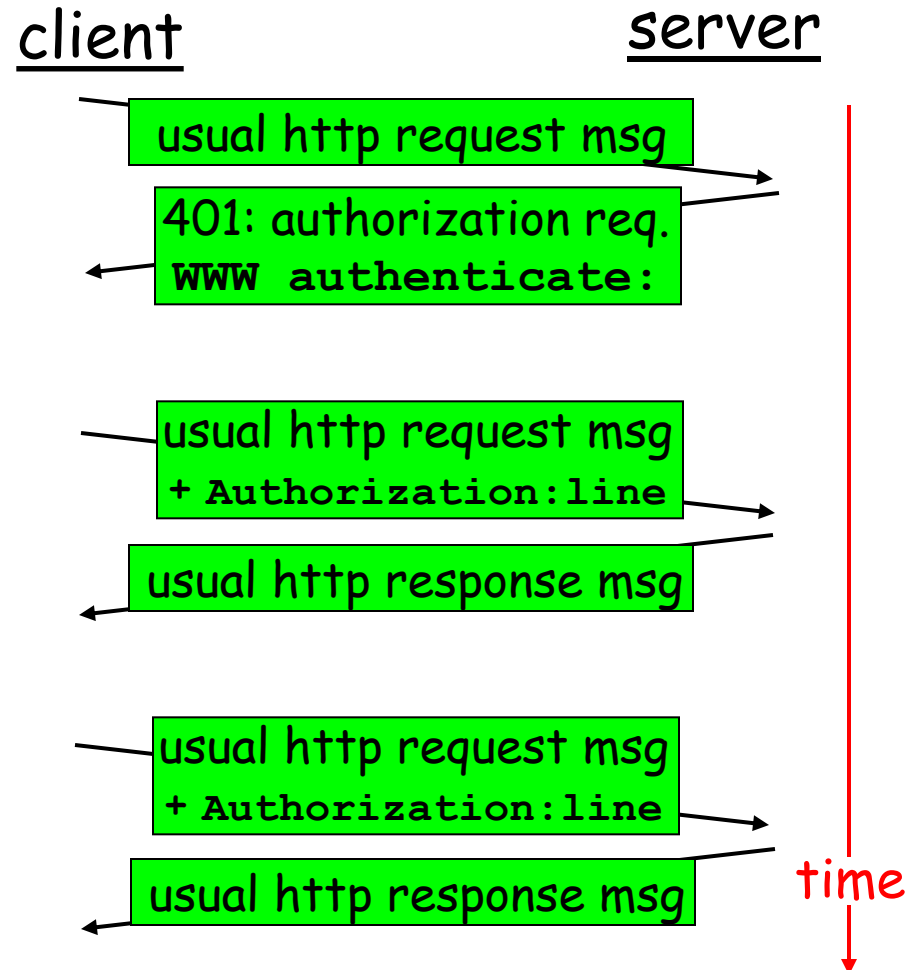 client
server
usual http request msg
401: authorization req.
WWW authenticate:
usual http request msg
+ Authorization:line
usual http response msg
usual http request msg
+ Authorization:line
usual http response msg
time